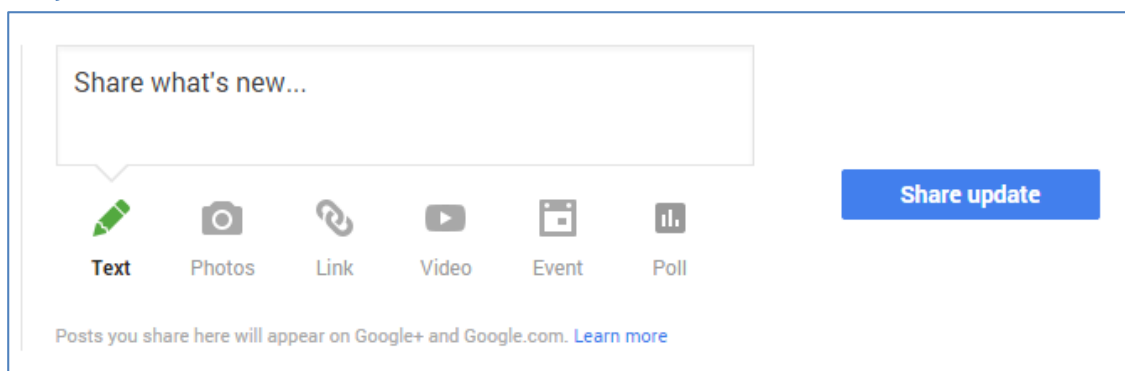 Share what's new...
Share update
Text Photos Link Video Event Poll
Posts you share here will appear on Google+ and Google.com. Learn more